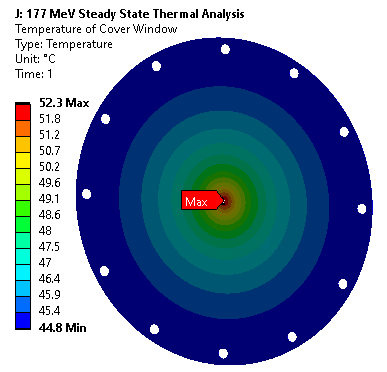 J: 177 MeV Steady State Thermal Analysis
Temperature of Cover Window
Type: Temperature
Unit: °C
Time: 1
52.3 Max
51.8
51.2
50.7
50.2
49.6
49.1
48.6
48
47.5
47
46.4
45.9
45.4
44.8 Min
Max